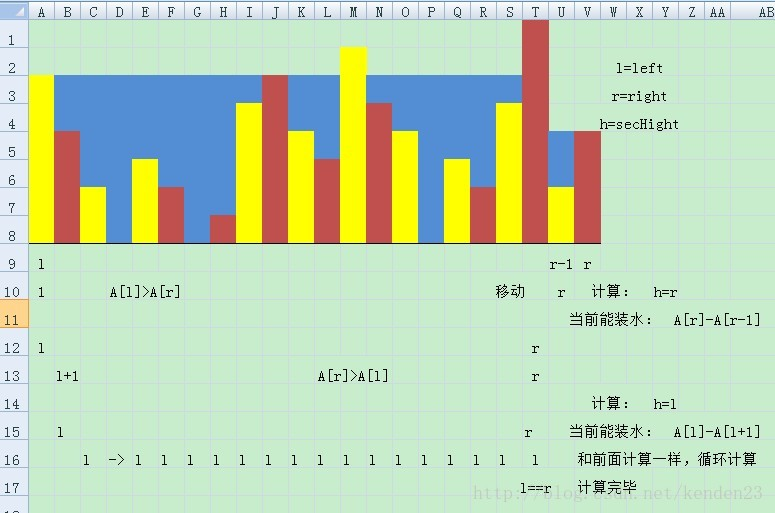 A B C D E F G H I J K L M N O P Q R S T U V W X Y Z AA AB
1
2 l=left
3 r=right
4 h=secHight
5
6
7
8
9 l r-1 r
10 l A[l]>A[r] 移动 r 计算: h=r
11 当前能装水: A[r]-A[r-1]
12 l r
13 l+1 A[r]>A[l] r
14 计算: h=l
15 l r 当前能装水: A[l]-A[l+1]
16 l -> l l l l l l l l l l l l l l l l 和前面计算一样,循环计算
17 l==r 计算完毕
http://blog.csdn.net/kenden23